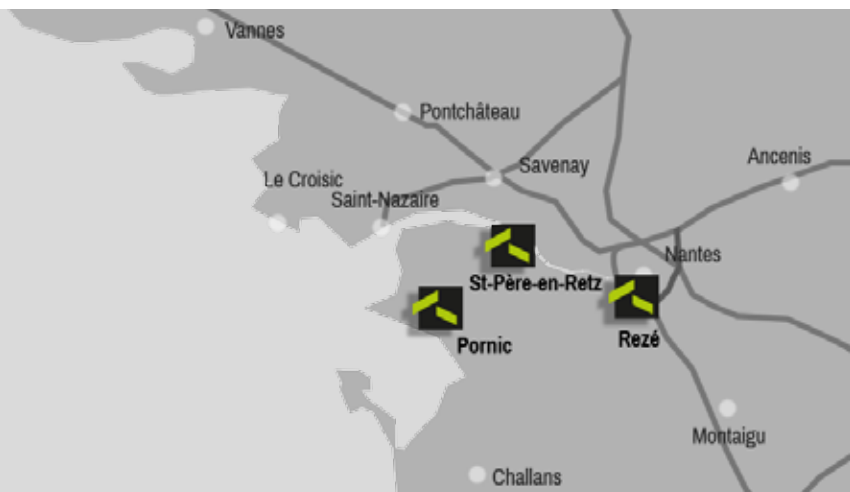 Vannes
Pontchâteau
Savenay
Ancenis
Le Croisic
Saint-Nazaire
Nantes
St-Père-en-Retz
Rezé
Pornic
Montaigu
Challans